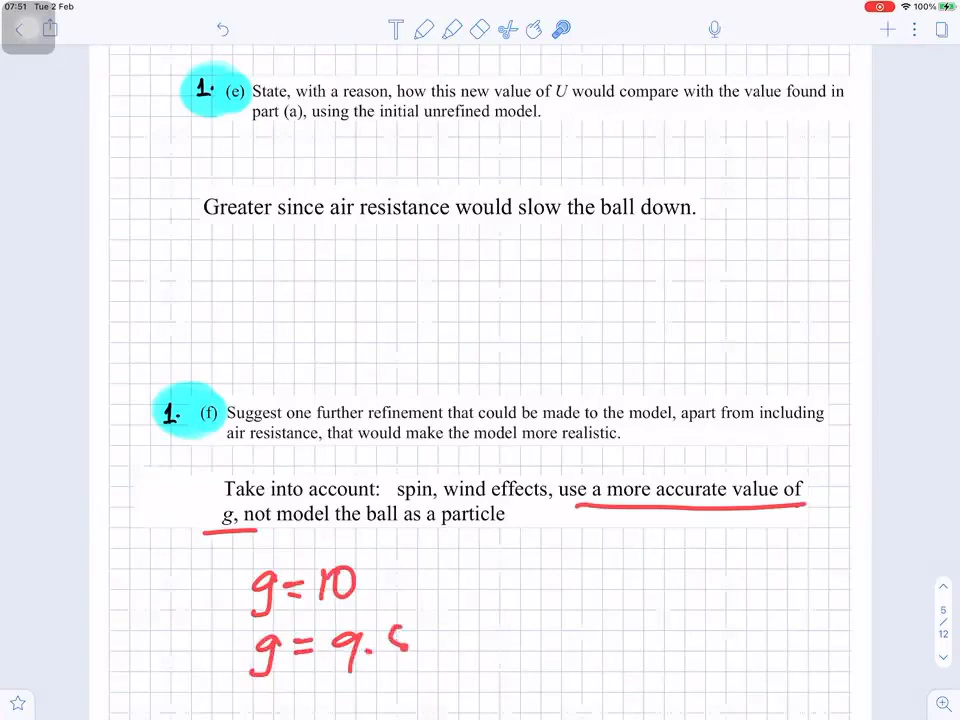 07:51 Tue 2 Feb
100%
T
1. (e) State, with a reason, how this new value of U would compare with the value found in
part (a), using the initial unrefined model.
Greater since air resistance would slow the ball down.
1. (f) Suggest one further refinement that could be made to the model, apart from including
air resistance, that would make the model more realistic.
Take into account: spin, wind effects, use a more accurate value of
g, not model the ball as a particle
g = 10
g = 9.
5
/
12